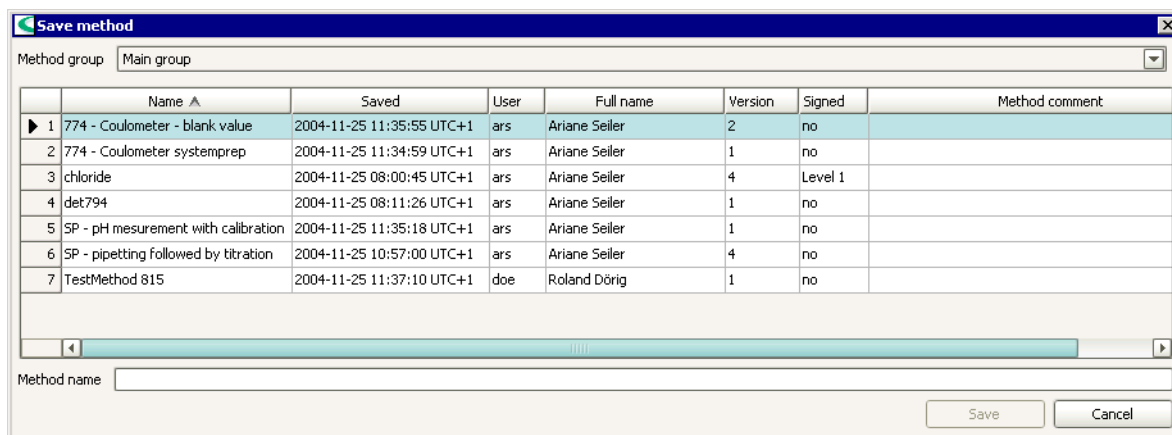 Save method
Method group Main group
Name Saved User Full name Version Signed Method comment
1 774 - Coulometer - blank value 2004-11-25 11:35:55 UTC+1 ars Ariane Seiler 2 no
2 774 - Coulometer systemprep 2004-11-25 11:34:59 UTC+1 ars Ariane Seiler 1 no
3 chloride 2004-11-25 08:00:45 UTC+1 ars Ariane Seiler 4 Level 1
4 det794 2004-11-25 08:11:26 UTC+1 ars Ariane Seiler 1 no
5 SP - pH mesurement with calibration 2004-11-25 11:35:18 UTC+1 ars Ariane Seiler 1 no
6 SP - pipetting followed by titration 2004-11-25 10:57:00 UTC+1 ars Ariane Seiler 4 no
7 TestMethod 815 2004-11-25 11:37:10 UTC+1 doe Roland Dörig 1 no
Method name
Save Cancel